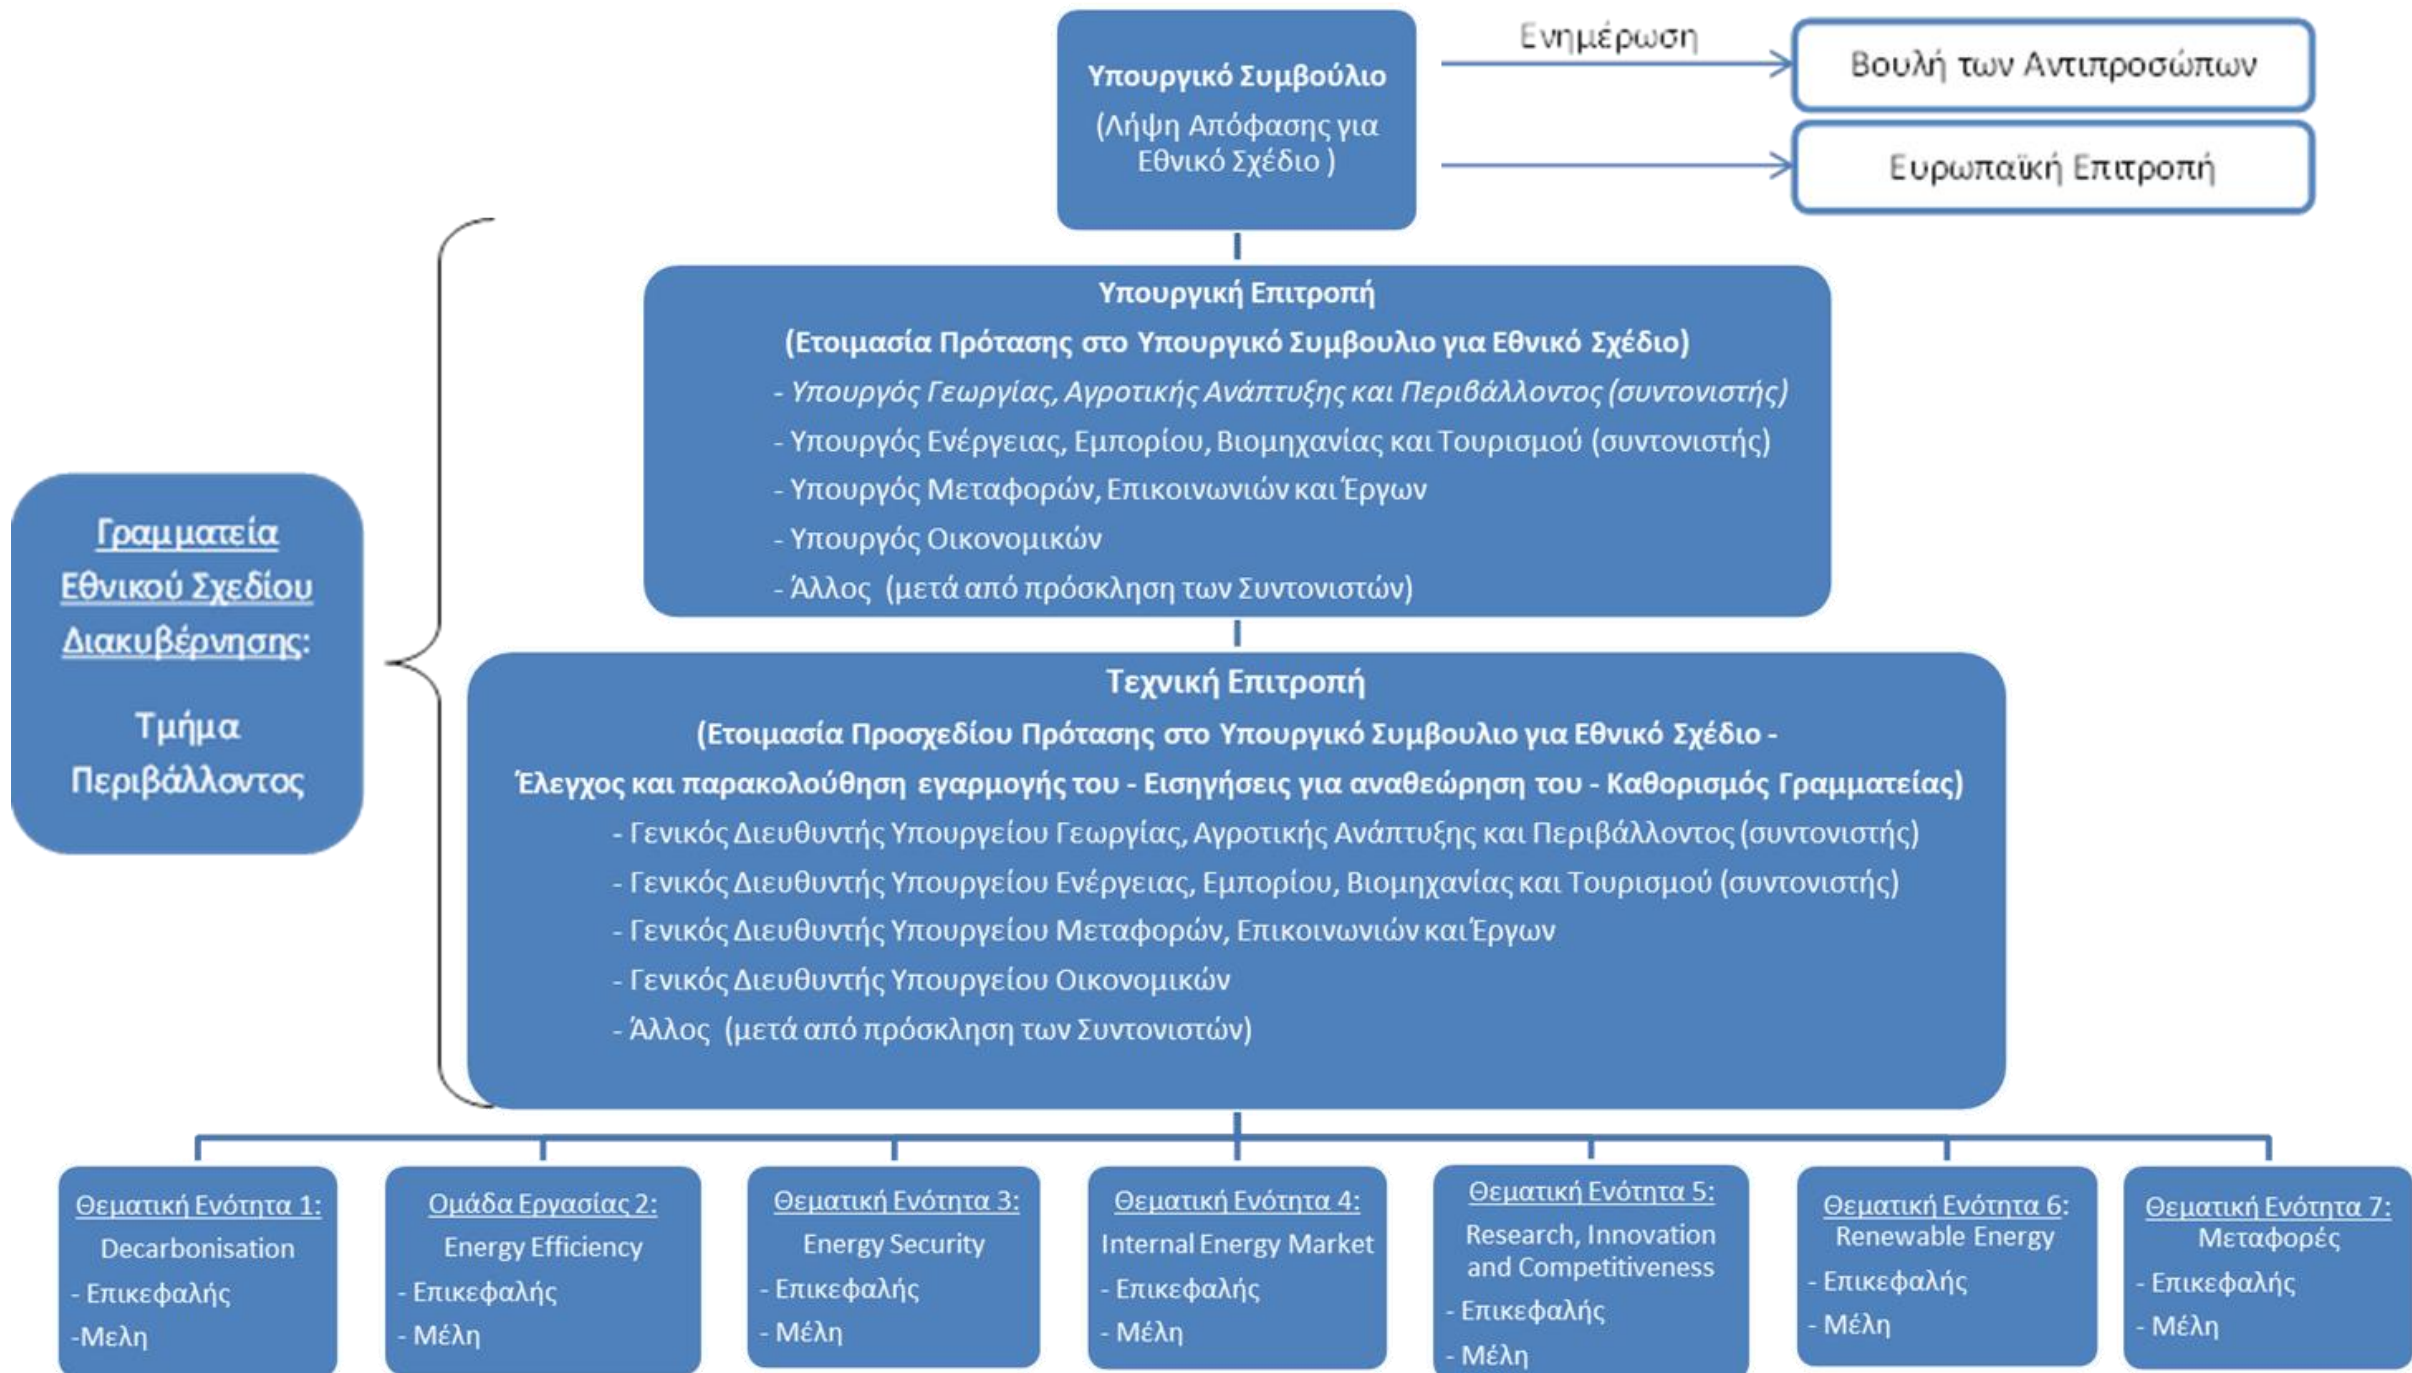 Υπουργικό Συμβούλιο
(Λήψη Απόφασης για
Εθνικό Σχέδιο )
Ενημέρωση
Βουλή των Αντιπροσώπων
Ευρωπαϊκή Επιτροπή
Υπουργική Επιτροπή
(Ετοιμασία Πρότασης στο Υπουργικό Συμβουλιο για Εθνικό Σχέδιο)
- Υπουργός Γεωργίας, Αγροτικής Ανάπτυξης και Περιβάλλοντος (συντονιστής)
- Υπουργός Ενέργειας, Εμπορίου, Βιομηχανίας και Τουρισμού (συντονιστής)
- Υπουργός Μεταφορών, Επικοινωνιών και Έργων
- Υπουργός Οικονομικών
- Άλλος (μετά από πρόσκληση των Συντονιστών)
Γραμματεία
Εθνικού Σχεδίου
Διακυβέρνησης:
Τμήμα
Περιβάλλοντος
Τεχνική Επιτροπή
(Ετοιμασία Προσχεδίου Πρότασης στο Υπουργικό Συμβουλιο για Εθνικό Σχέδιο -
Έλεγχος και παρακολούθηση εγαρμογής του - Εισηγήσεις για αναθεώρηση του - Καθορισμός Γραμματείας)
- Γενικός Διευθυντής Υπουργείου Γεωργίας, Αγροτικής Ανάπτυξης και Περιβάλλοντος (συντονιστής)
- Γενικός Διευθυντής Υπουργείου Ενέργειας, Εμπορίου, Βιομηχανίας και Τουρισμού (συντονιστής)
- Γενικός Διευθυντής Υπουργείου Μεταφορών, Επικοινωνιών και Έργων
- Γενικός Διευθυντής Υπουργείου Οικονομικών
- Άλλος (μετά από πρόσκληση των Συντονιστών)
Θεματική Ενότητα 1:
Decarbonisation
- Επικεφαλής
-Μελη
Ομάδα Εργασίας 2:
Energy Efficiency
- Επικεφαλής
- Μέλη
Θεματική Ενότητα 3:
Energy Security
- Επικεφαλής
- Μέλη
Θεματική Ενότητα 4:
Internal Energy Market
- Επικεφαλής
- Μέλη
Θεματική Ενότητα 5:
Research, Innovation
and Competitiveness
- Επικεφαλής
- Μέλη
Θεματική Ενότητα 6:
Renewable Energy
- Επικεφαλής
- Μέλη
Θεματική Ενότητα 7:
Μεταφορές
- Επικεφαλής
- Μέλη